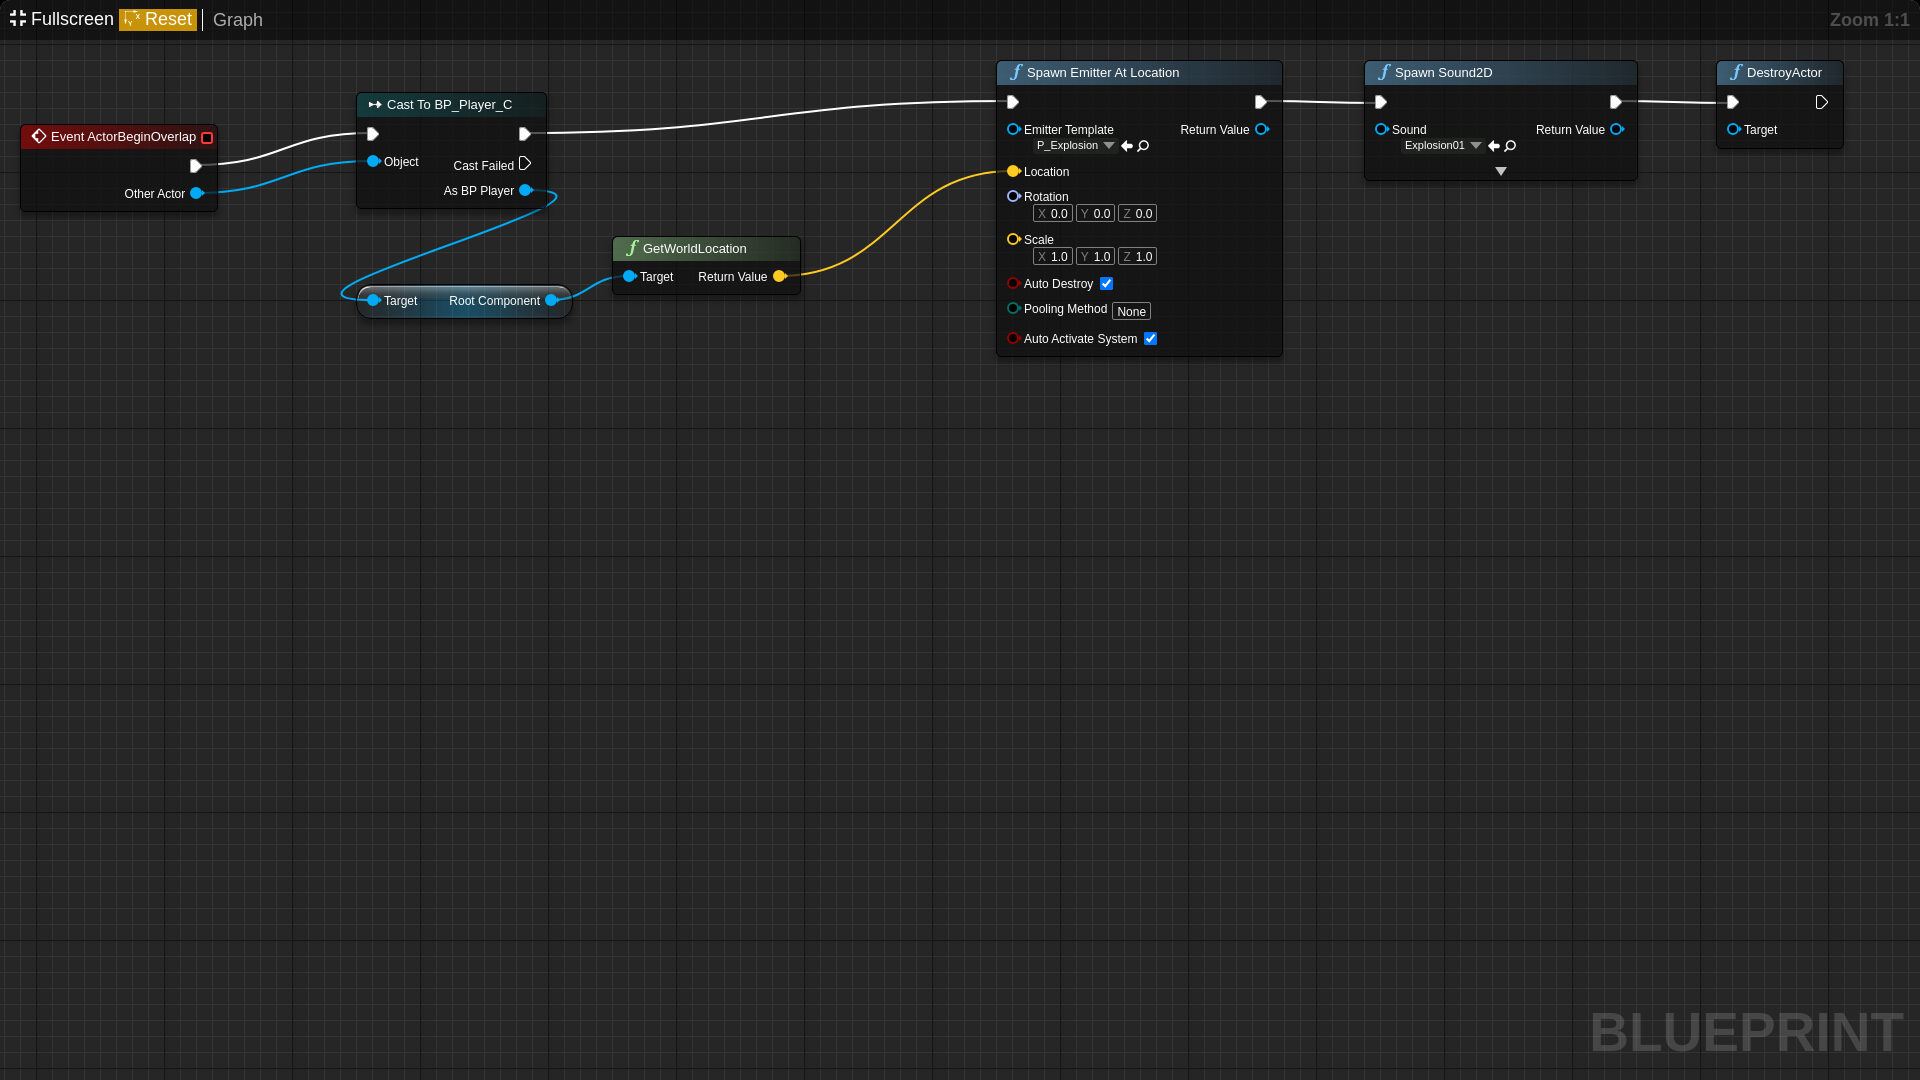 Fullscreen Reset Graph Zoom 1:1
Event ActorBeginOverlap
Other Actor
Cast To BP_Player_C
Object
Cast Failed
As BP Player
Target Root Component
GetWorldLocation
Target Return Value
Spawn Emitter At Location
Emitter Template Return Value
P_Explosion
Location
Rotation
X 0.0 Y 0.0 Z 0.0
Scale
X 1.0 Y 1.0 Z 1.0
Auto Destroy
Pooling Method None
Auto Activate System
Spawn Sound2D
Sound Return Value
Explosion01
DestroyActor
Target
BLUEPRINT